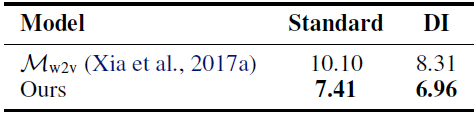 Model Standard DI
Mw2v (Xia et al., 2017a) 10.10 8.31
Ours 7.41 6.96